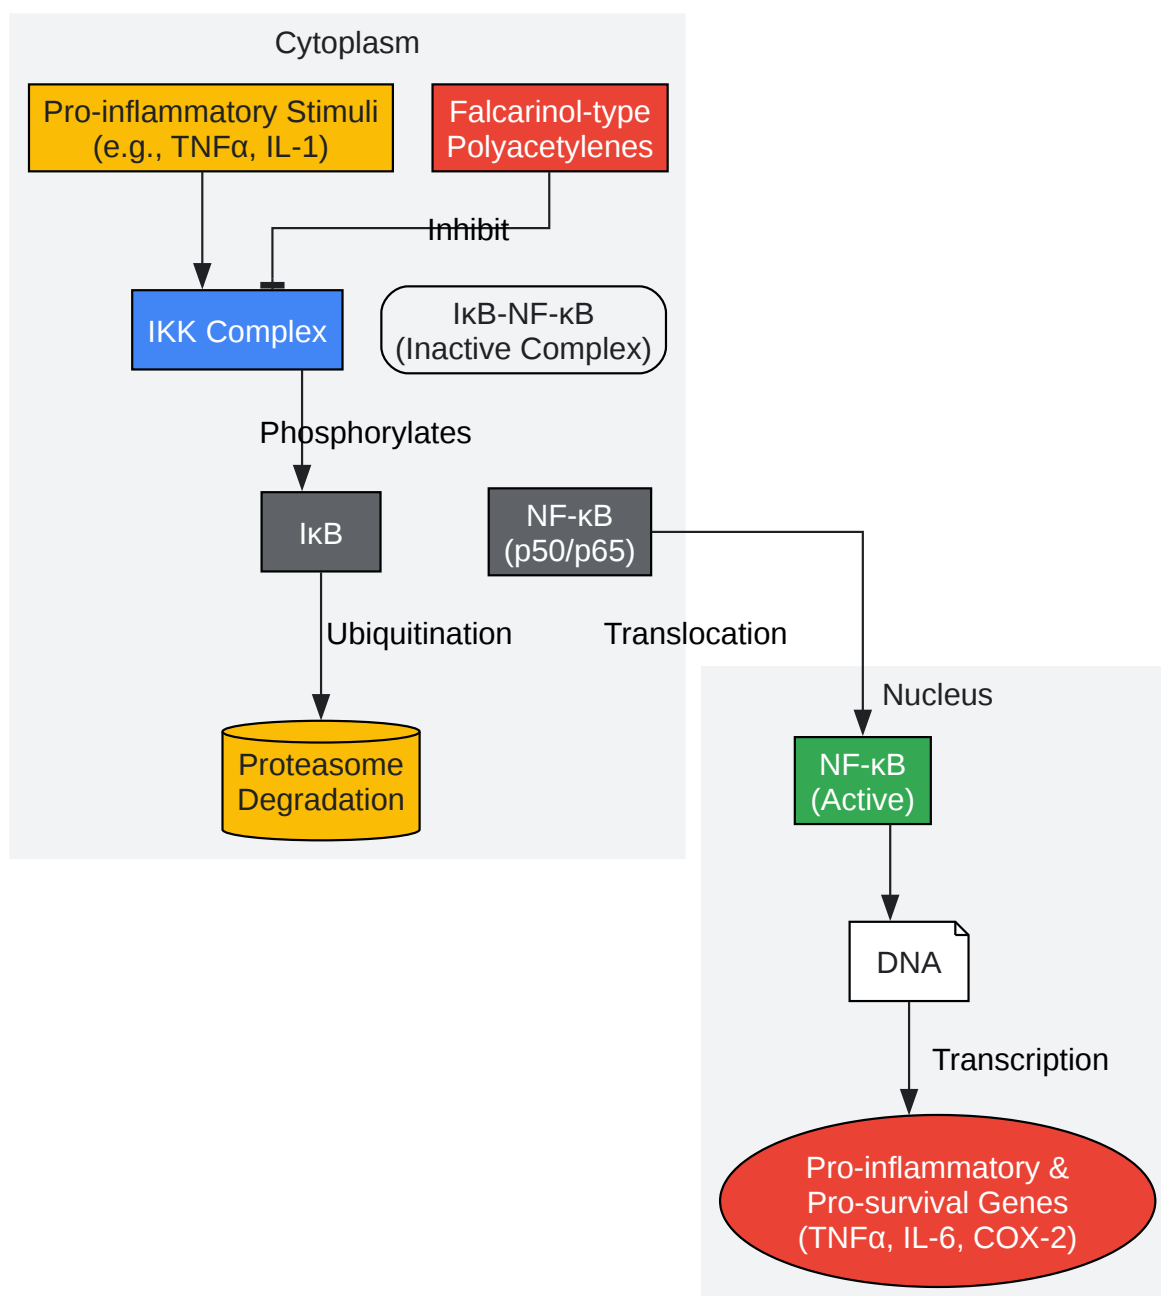 Cytoplasm
Pro-inflammatory Stimuli
(e.g., TNFα, IL-1)
Falcarinol-type
Polyacetylenes
Inhibit
IKK Complex
IκB-NF-κB
(Inactive Complex)
Phosphorylates
IκB
NF-κB
(p50/p65)
Ubiquitination
Translocation
Nucleus
Proteasome
Degradation
NF-κB
(Active)
DNA
Transcription
Pro-inflammatory &
Pro-survival Genes
(TNFα, IL-6, COX-2)